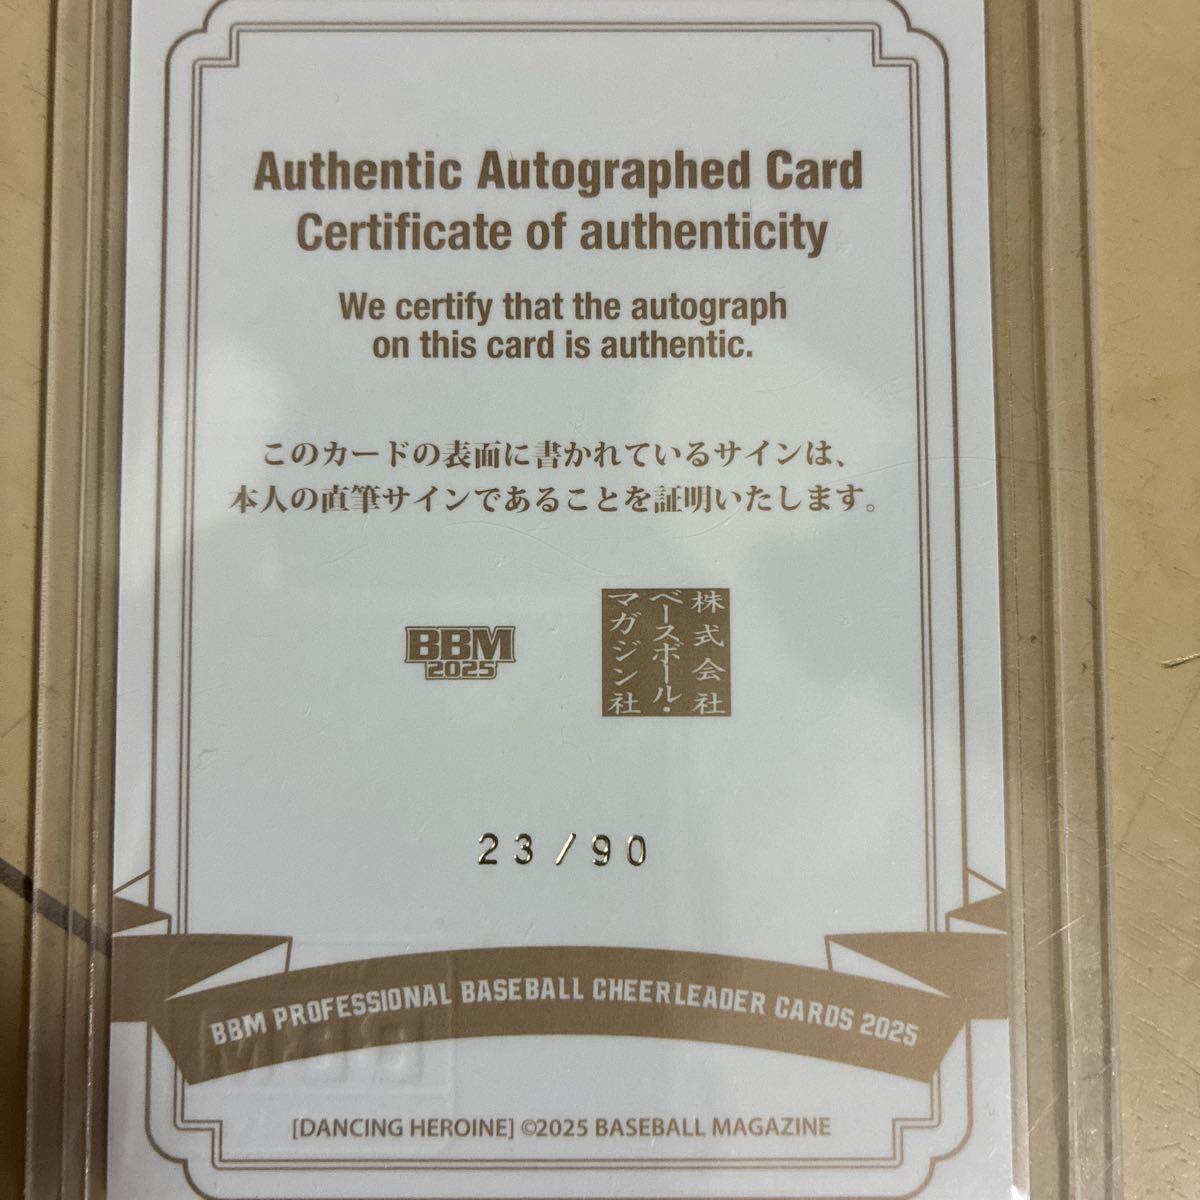 Authentic Autographed Card
Certificate of authenticity
We certify that the autograph
on this card is authentic.
このカードの表面に書かれているサインは、
本人の直筆サインであることを証明いたします。
BBM
2025
株式会社
ベースボール・
マガジン社
23/90
BBM PROFESSIONAL BASEBALL CHEERLEADER CARDS 2025
BBM
[DANCING HEROINE] ©2025 BASEBALL MAGAZINE